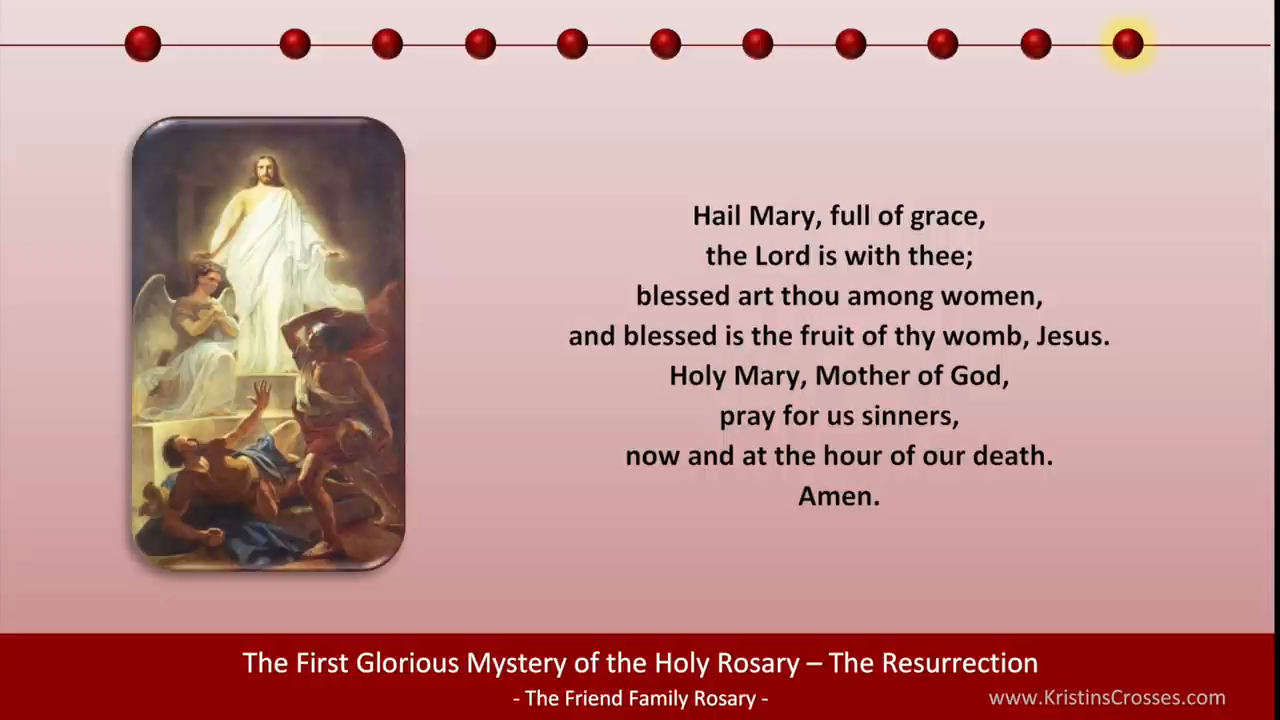 Hail Mary, full of grace,
the Lord is with thee;
blessed art thou among women,
and blessed is the fruit of thy womb, Jesus.
Holy Mary, Mother of God,
pray for us sinners,
now and at the hour of our death.
Amen.
The First Glorious Mystery of the Holy Rosary – The Resurrection
- The Friend Family Rosary -
www.KristinsCrosses.com